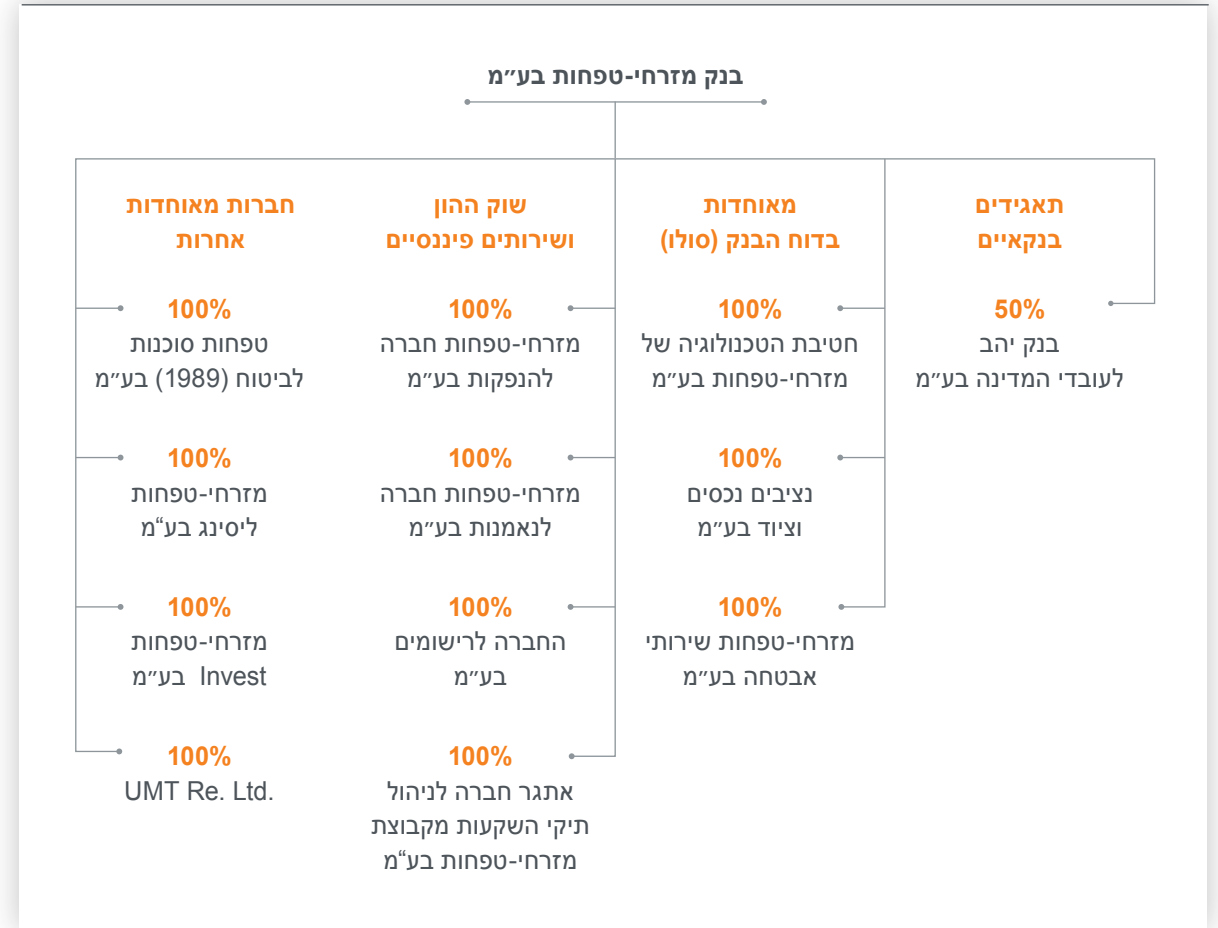 בנק מזרחי-טפחות בע״מ
תאגידים
בנקאיים
50%
בנק יהב
לעובדי המדינה בע״מ
מאוחדות
בדוח הבנק (סולו)
100%
חטיבת הטכנולוגיה של
מזרחי-טפחות בע״מ
100%
נציבים נכסים
וציוד בע״מ
100%
מזרחי-טפחות שירותי
אבטחה בע״מ
שוק ההון
ושירותים פיננסיים
100%
מזרחי-טפחות חברה
להנפקות בע״מ
100%
מזרחי-טפחות חברה
לנאמנות בע״מ
100%
החברה לרישומים
בע״מ
100%
אתגר חברה לניהול
תיקי השקעות מקבוצת
מזרחי-טפחות בע“מ
חברות מאוחדות
אחרות
100%
טפחות סוכנות
לביטוח (1989) בע״מ
100%
מזרחי-טפחות
ליסינג בע“מ
100%
מזרחי-טפחות
Invest בע״מ
100%
UMT Re. Ltd.